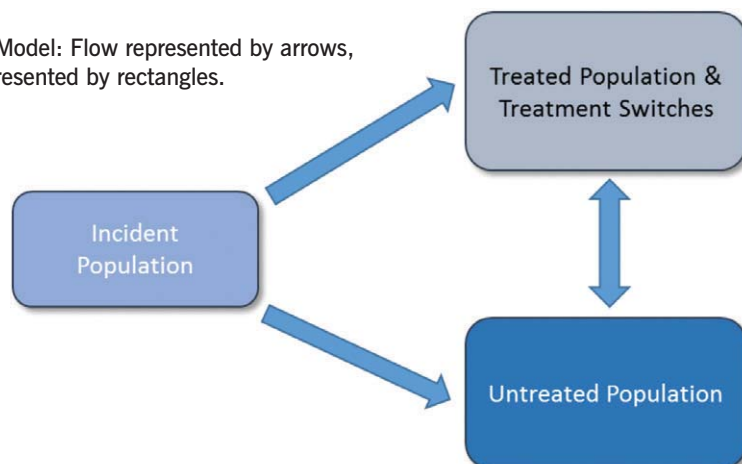 Model: Flow represented by arrows,
resented by rectangles.
Treated Population &
Treatment Switches
Incident
Population
Untreated Population